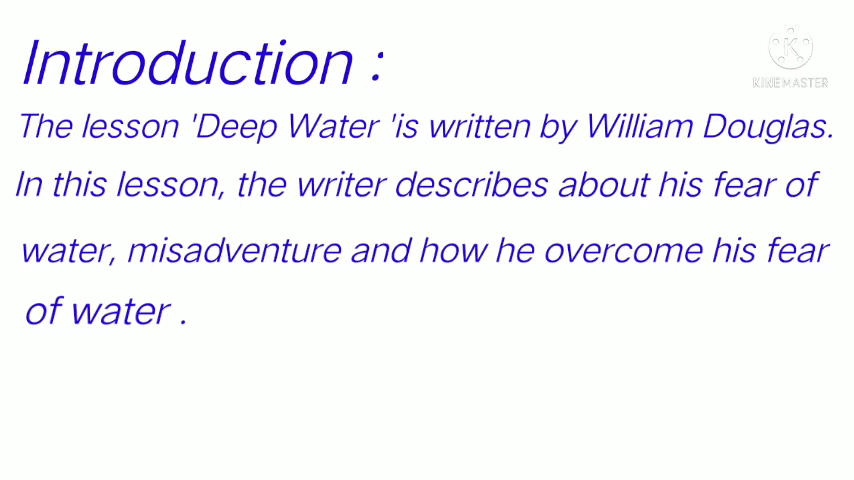 Introduction :
KINEMASTER
The lesson 'Deep Water 'is written by William Douglas.
In this lesson, the writer describes about his fear of
water, misadventure and how he overcome his fear
of water .